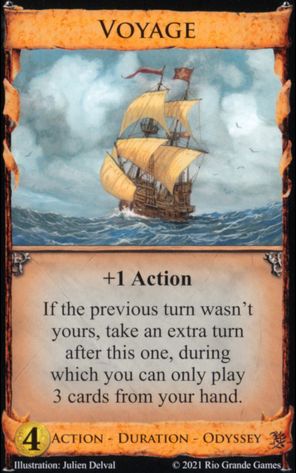 VOYAGE
+1 Action
If the previous turn wasn't
yours, take an extra turn
after this one, during
which you can only play
3 cards from your hand.
4 ACTION - DURATION - ODYSSEY
Illustration: Julien Delval © 2021 Rio Grande Games